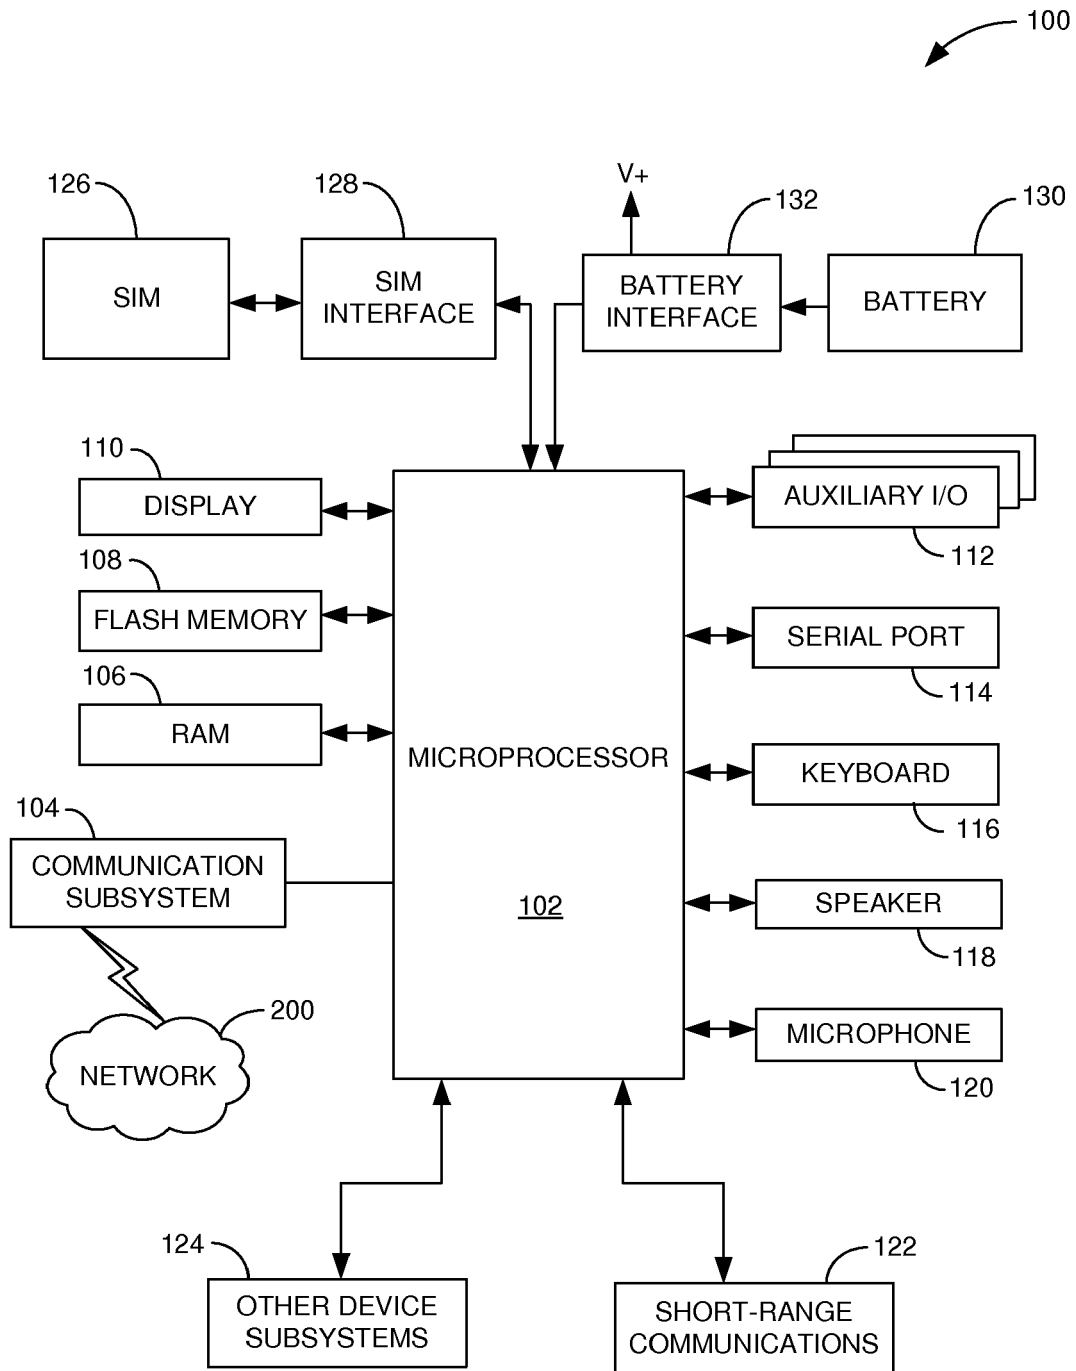 100
126
128
V+
132
130
SIM
SIM
INTERFACE
BATTERY
INTERFACE
BATTERY
110
DISPLAY
AUXILIARY I/O
112
108
FLASH MEMORY
SERIAL PORT
114
106
RAM
MICROPROCESSOR
102
KEYBOARD
116
104
COMMUNICATION
SUBSYSTEM
SPEAKER
118
200
NETWORK
MICROPHONE
120
124
OTHER DEVICE
SUBSYSTEMS
122
SHORT-RANGE
COMMUNICATIONS